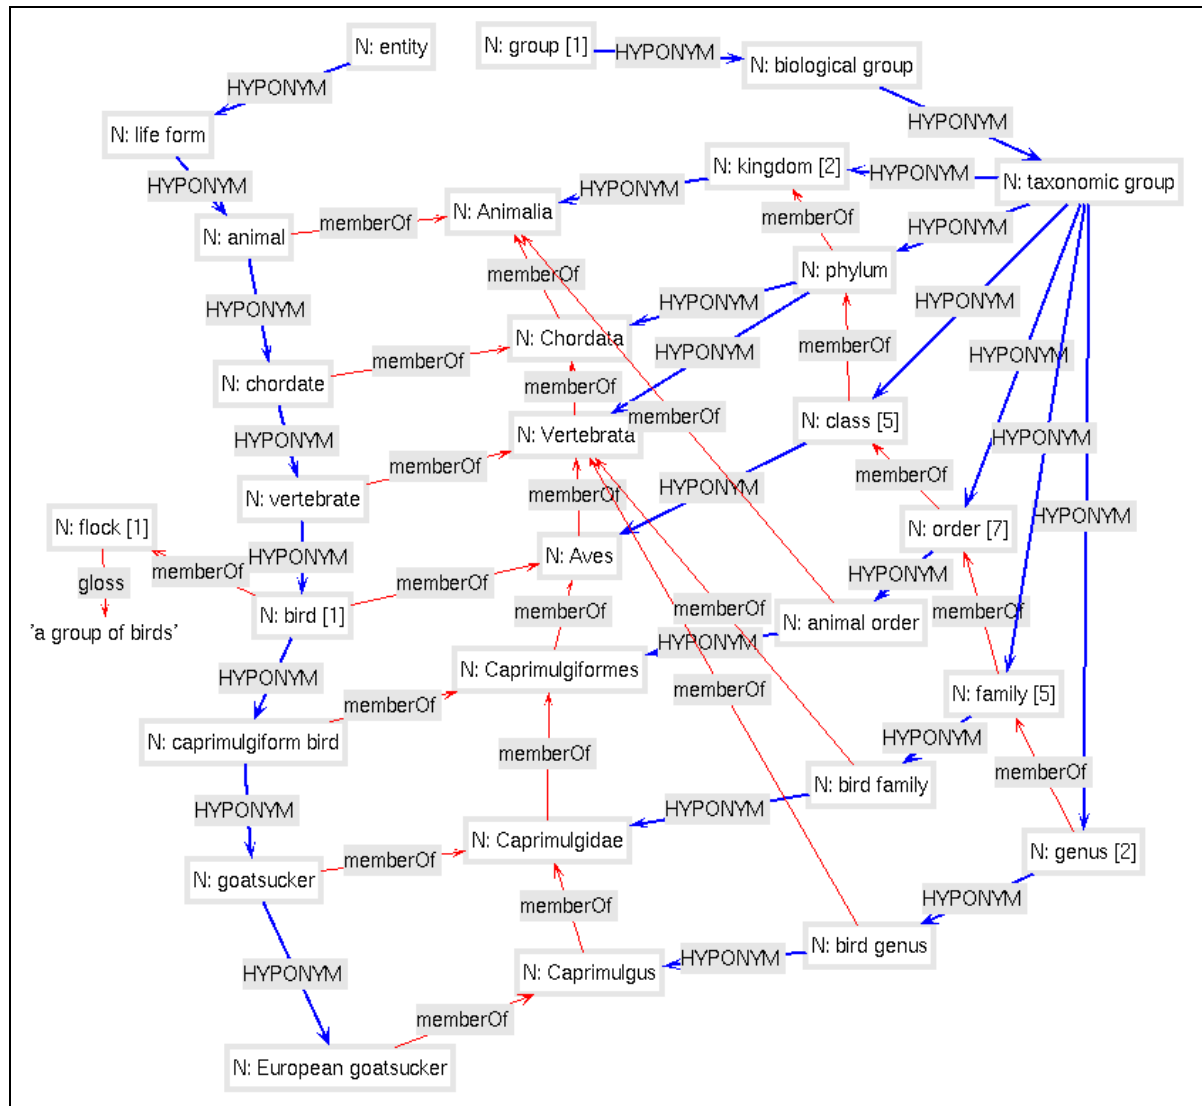 N: entity
N: group [1]
HYPONYM
N: biological group
HYPONYM
N: life form
HYPONYM
N: kingdom [2]
HYPONYM
N: taxonomic group
HYPONYM
HYPONYM
N: Animalia
memberOf
memberOf
HYPONYM
N: animal
memberOf
N: phylum
HYPONYM
HYPONYM
HYPONYM
N: Chordata
memberOf
HYPONYM
HYPONYM
memberOf
N: chordate
memberOf
memberOf
N: class [5]
HYPONYM
N: Vertebrata
HYPONYM
memberOf
memberOf
HYPONYM
memberOf
N: vertebrate
N: flock [1]
N: order [7]
HYPONYM
memberOf
HYPONYM
N: Aves
HYPONYM
gloss
memberOf
memberOf
memberOf
memberOf
memberOf
N: bird [1]
N: animal order
'a group of birds'
HYPONYM
N: Caprimulgiformes
HYPONYM
memberOf
N: family [5]
memberOf
N: caprimulgiform bird
HYPONYM
memberOf
memberOf
N: bird family
HYPONYM
HYPONYM
N: Caprimulgidae
N: genus [2]
memberOf
N: goatsucker
HYPONYM
memberOf
N: bird genus
HYPONYM
HYPONYM
N: Caprimulgus
memberOf
N: European goatsucker